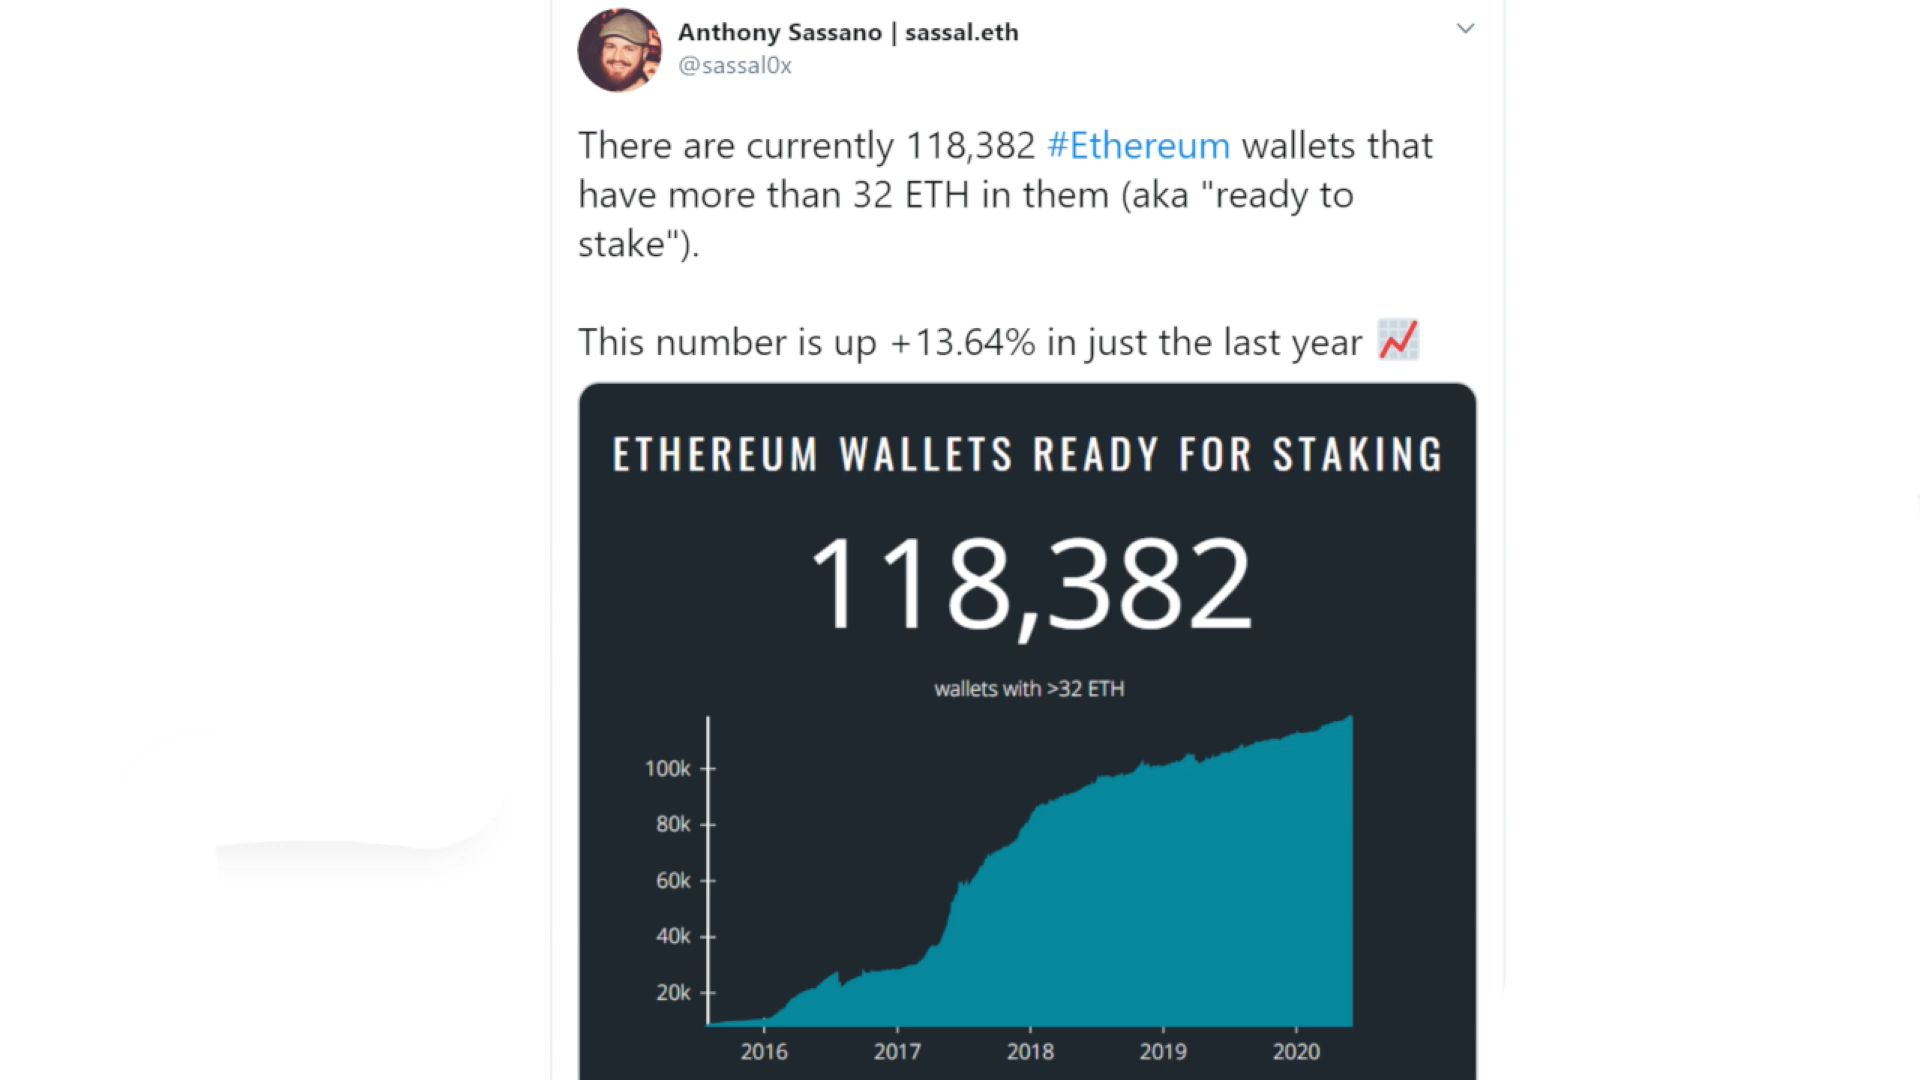 Anthony Sassano | sassal.eth
@sassal0x
There are currently 118,382 #Ethereum wallets that
have more than 32 ETH in them (aka "ready to
stake").
This number is up +13.64% in just the last year
ETHEREUM WALLETS READY FOR STAKING
118,382
wallets with >32 ETH
100k
80k
60k
40k
20k
2016 2017 2018 2019 2020